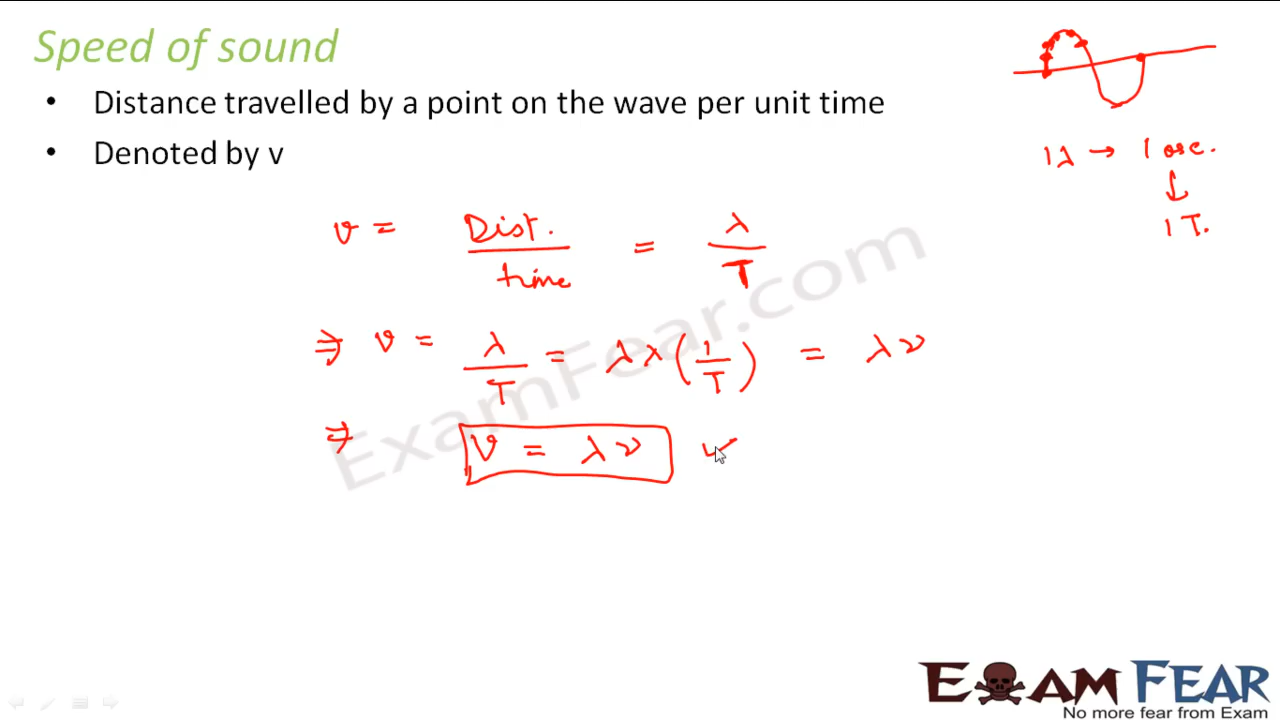 Speed of sound
• Distance travelled by a point on the wave per unit time
• Denoted by v
1λ → 1 osc.
↓
1 T.
v = Dist. / time = λ / T
⇒ v = λ / T = λ × (1 / T) = λν
⇒ v = λν
ExamFear.com
EXAM FEAR
No more fear from Exam